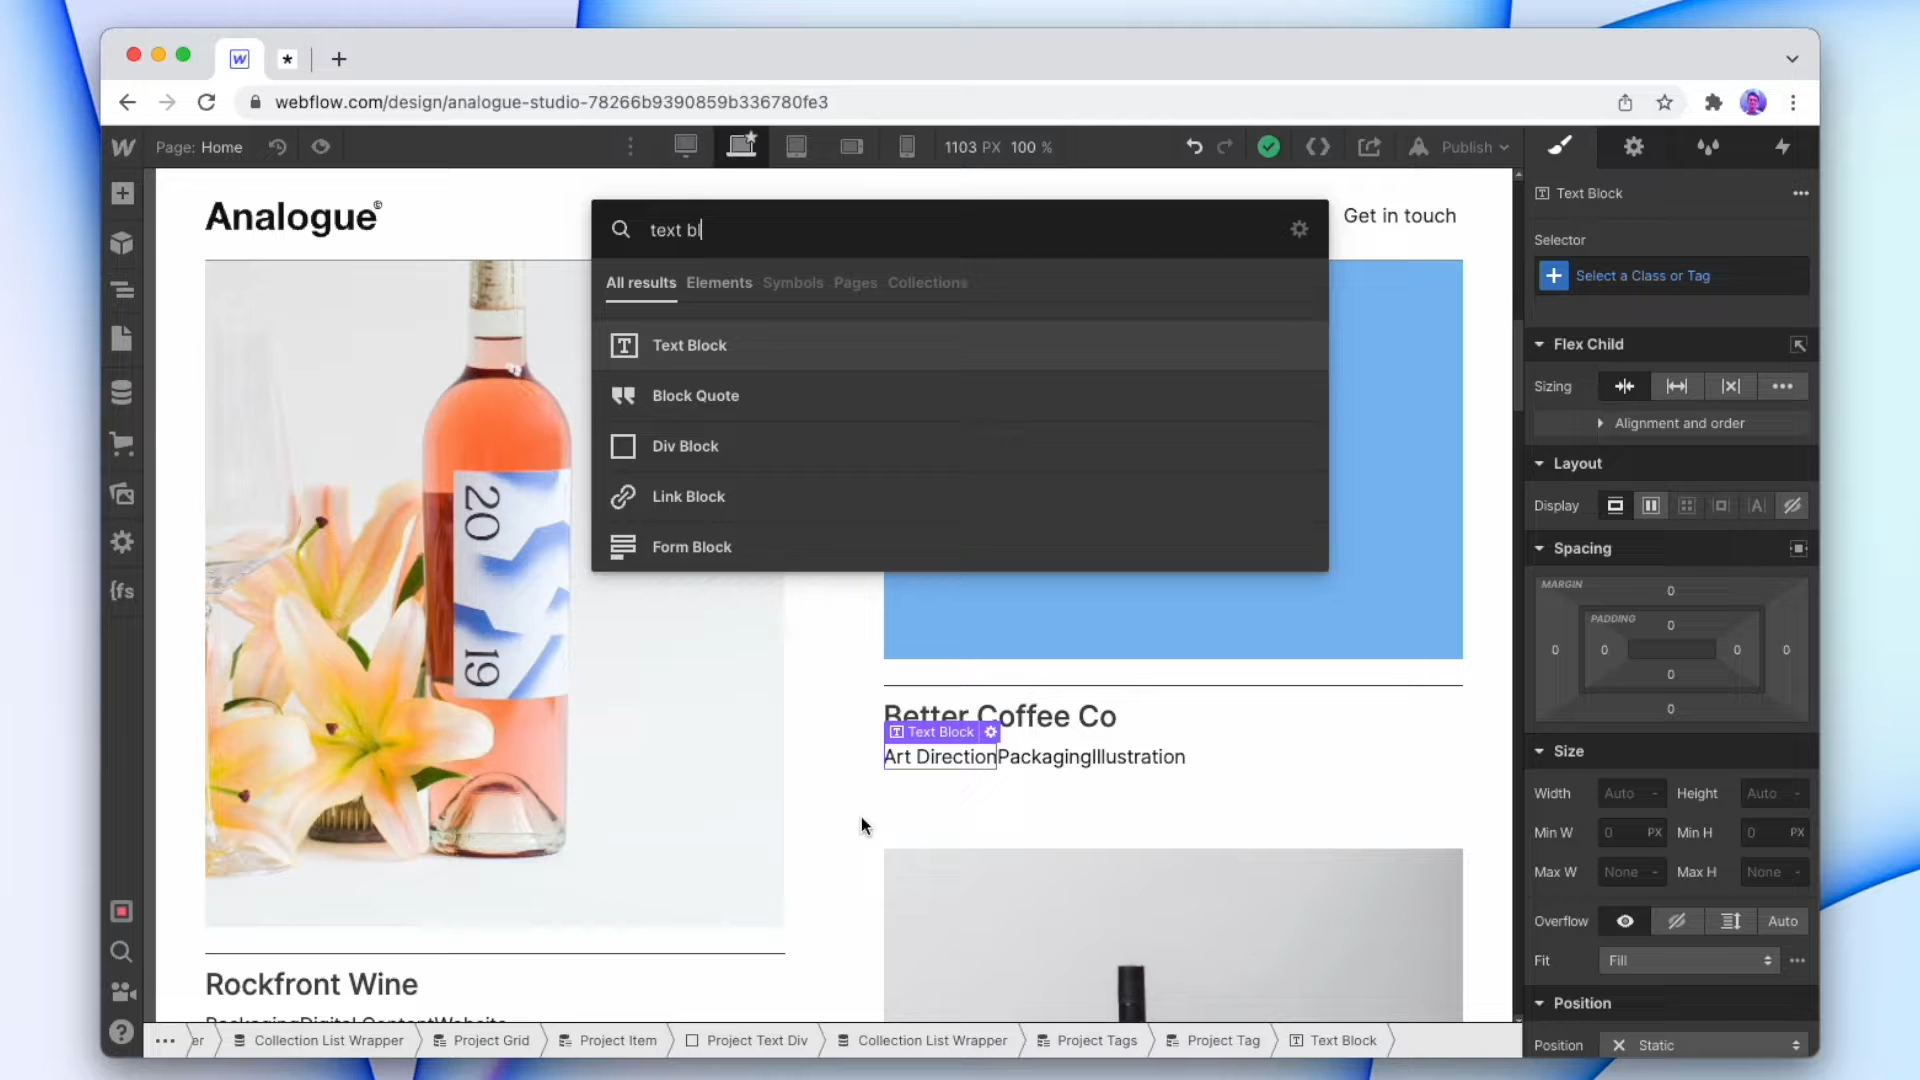 webflow.com/design/analogue-studio-78266b9390859b336780fe3
Page: Home
1103 PX 100 %
Publish
Analogue©
Get in touch
text bl
All results Elements Symbols Pages Collections
Text Block
Block Quote
Div Block
Link Block
Form Block
20
19
Better Coffee Co
Text Block
Art DirectionPackagingIllustration
Rockfront Wine
PackagingDigital ContentWebsite
{fs
Text Block
Selector
Select a Class or Tag
Flex Child
Sizing
Alignment and order
Layout
Display
Spacing
MARGIN
0
PADDING
0
0 0 0 0
0
0
Size
Width Auto - Height Auto -
Min W 0 PX Min H 0 PX
Max W None - Max H None -
Overflow Auto
Fit Fill
Position
Position Static
er Collection List Wrapper Project Grid Project Item Project Text Div Collection List Wrapper Project Tags Project Tag Text Block